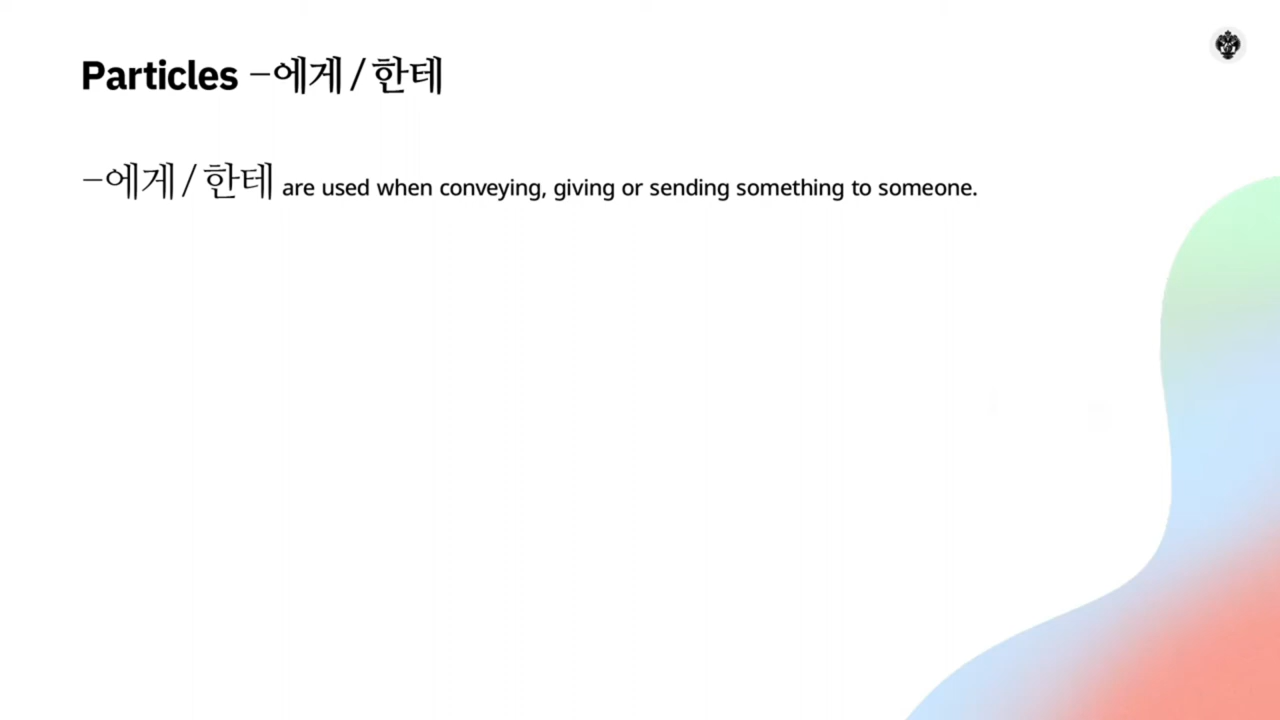 Particles –에게/한테
–에게/한테 are used when conveying, giving or sending something to someone.